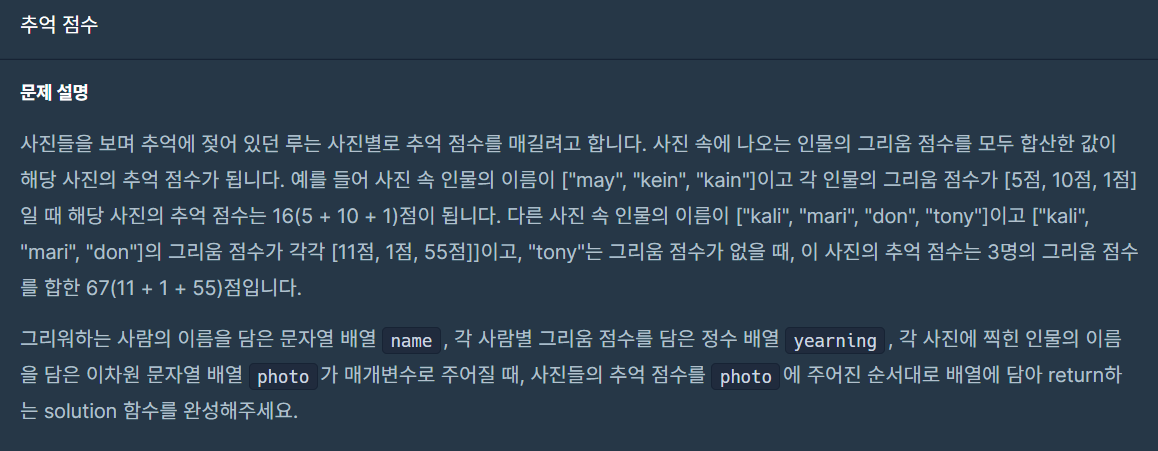 추억 점수
문제 설명
사진들을 보며 추억에 젖어 있던 루는 사진별로 추억 점수를 매길려고 합니다. 사진 속에 나오는 인물의 그리움 점수를 모두 합산한 값이
해당 사진의 추억 점수가 됩니다. 예를 들어 사진 속 인물의 이름이 ["may", "kein", "kain"]이고 각 인물의 그리움 점수가 [5점, 10점, 1점]
일 때 해당 사진의 추억 점수는 16(5 + 10 + 1)점이 됩니다. 다른 사진 속 인물의 이름이 ["kali", "mari", "don", "tony"]이고 ["kali",
"mari", "don"]의 그리움 점수가 각각 [11점, 1점, 55점]]이고, "tony"는 그리움 점수가 없을 때, 이 사진의 추억 점수는 3명의 그리움 점수
를 합한 67(11 + 1 + 55)점입니다.
그리워하는 사람의 이름을 담은 문자열 배열 name, 각 사람별 그리움 점수를 담은 정수 배열 yearning, 각 사진에 찍힌 인물의 이름
을 담은 이차원 문자열 배열 photo가 매개변수로 주어질 때, 사진들의 추억 점수를 photo에 주어진 순서대로 배열에 담아 return하
는 solution 함수를 완성해주세요.